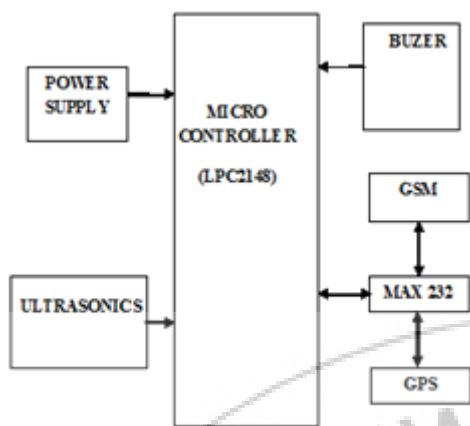 POWER
SUPPLY
MICRO
CONTROLLER
(LPC2148)
BUZER
GSM
ULTRASONICS
MAX 232
GPS